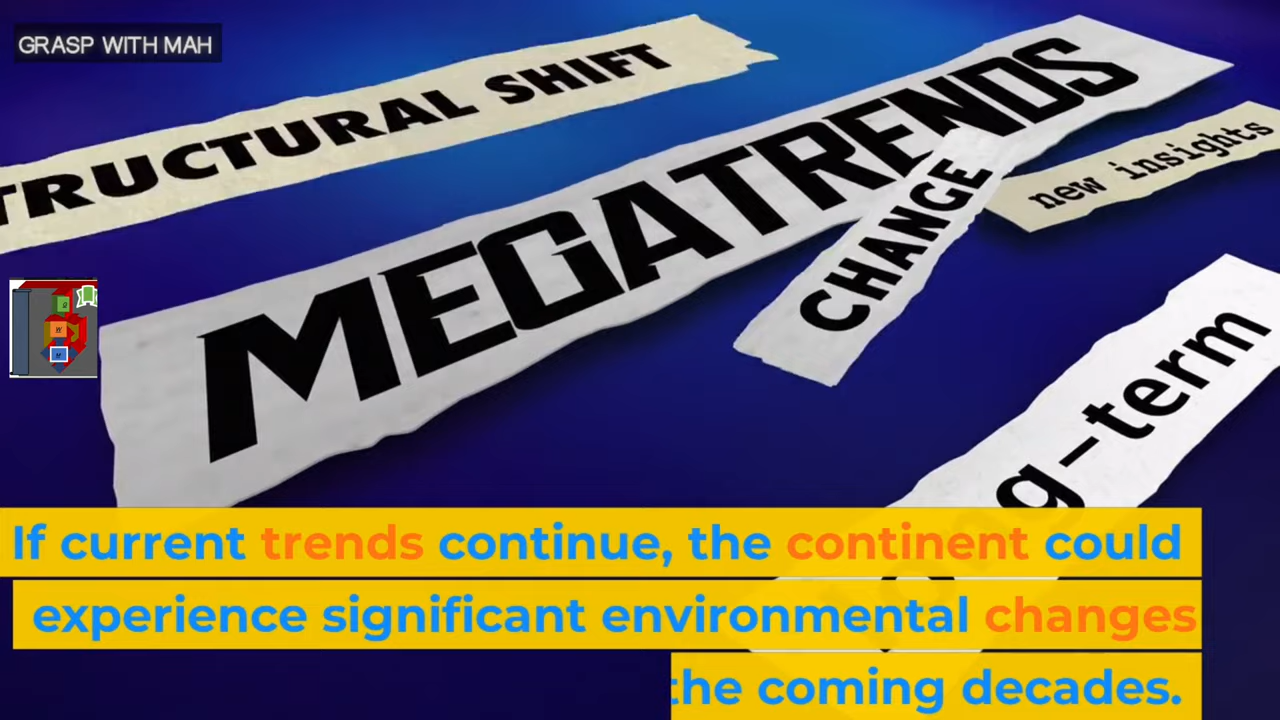 GRASP WITH MAH
TRUCTURAL SHIFT
MEGATRENDS
CHANGE
new insights
long-term
If current trends continue, the continent could
experience significant environmental changes
the coming decades.